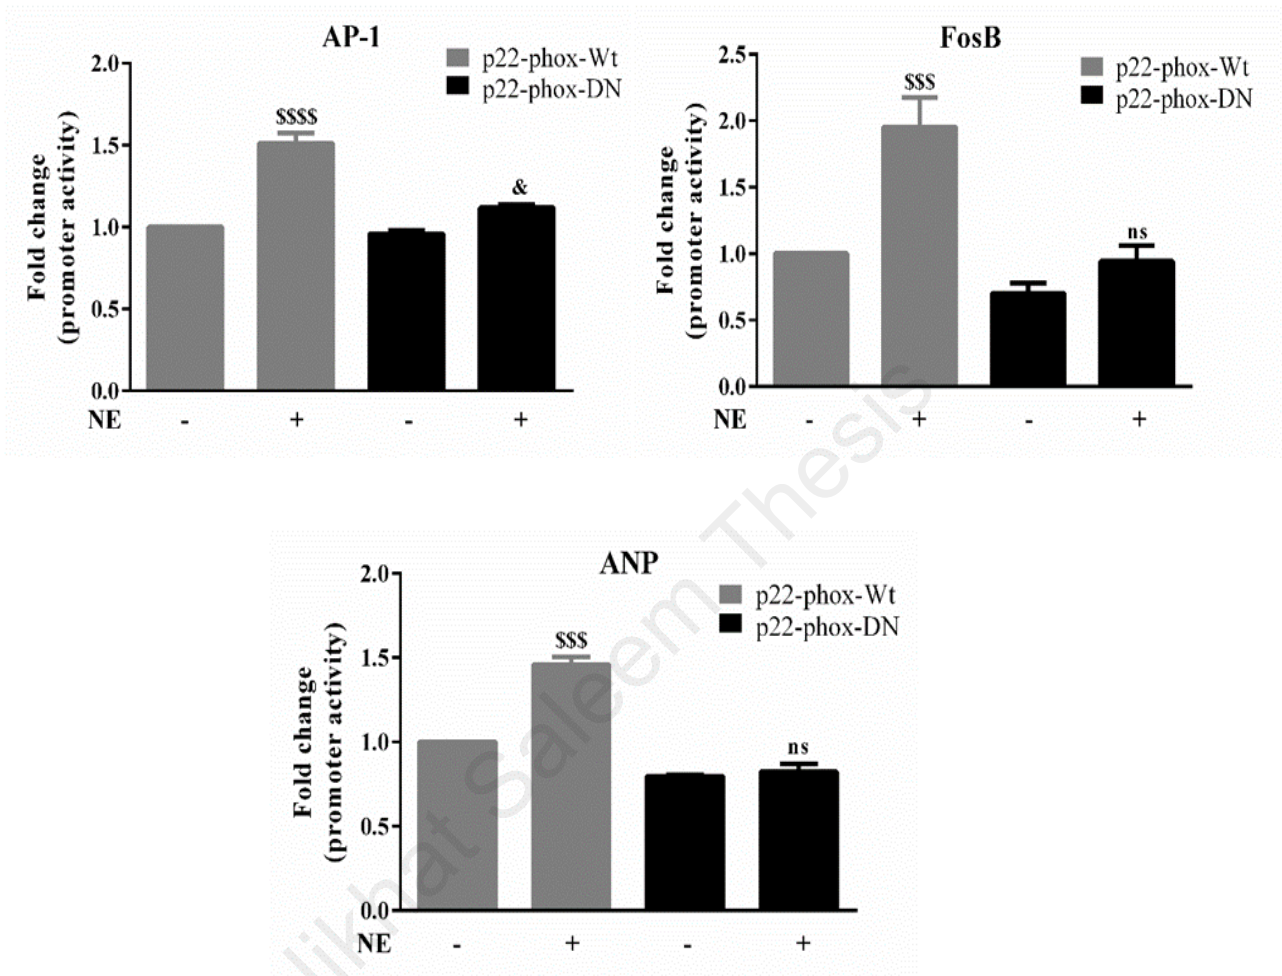 AP-1
p22-phox-Wt
p22-phox-DN
Fold change
(promoter activity)
2.0
1.5
1.0
0.5
0.0
$$$$
&
NE - + - +
FosB
p22-phox-Wt
p22-phox-DN
Fold change
(promoter activity)
2.5
2.0
1.5
1.0
0.5
0.0
$$$
ns
NE - + - +
ANP
p22-phox-Wt
p22-phox-DN
Fold change
(promoter activity)
2.0
1.5
1.0
0.5
0.0
$$$
ns
NE - + - +
Saleem Thesis